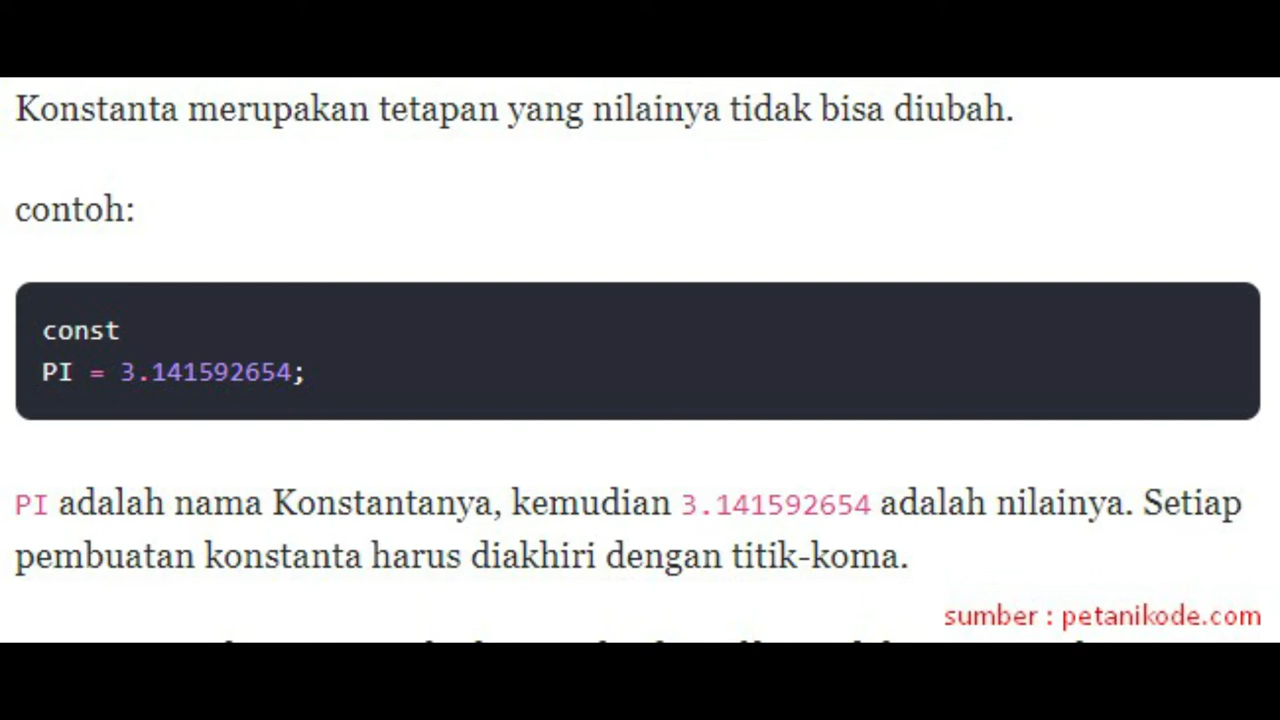 Konstanta merupakan tetapan yang nilainya tidak bisa diubah.
contoh:
const
PI = 3.141592654;
PI adalah nama Konstantanya, kemudian 3.141592654 adalah nilainya. Setiap
pembuatan konstanta harus diakhiri dengan titik-koma.
sumber : petanikode.com